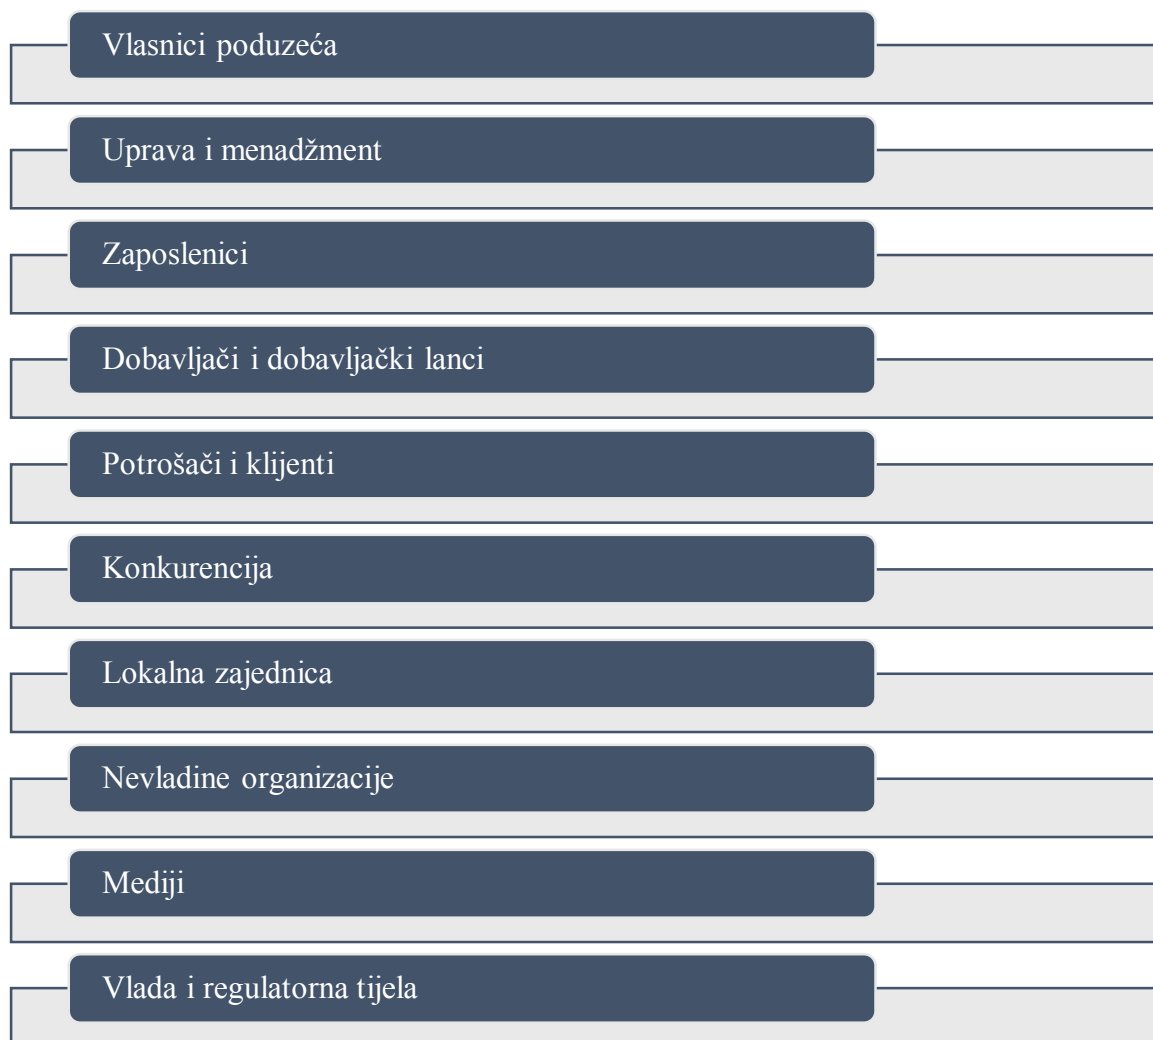 Vlasnici poduzeća
Uprava i menadžment
Zaposlenici
Dobavljači i dobavljački lanci
Potrošači i klijenti
Konkurencija
Lokalna zajednica
Nevladine organizacije
Mediji
Vlada i regulatorna tijela